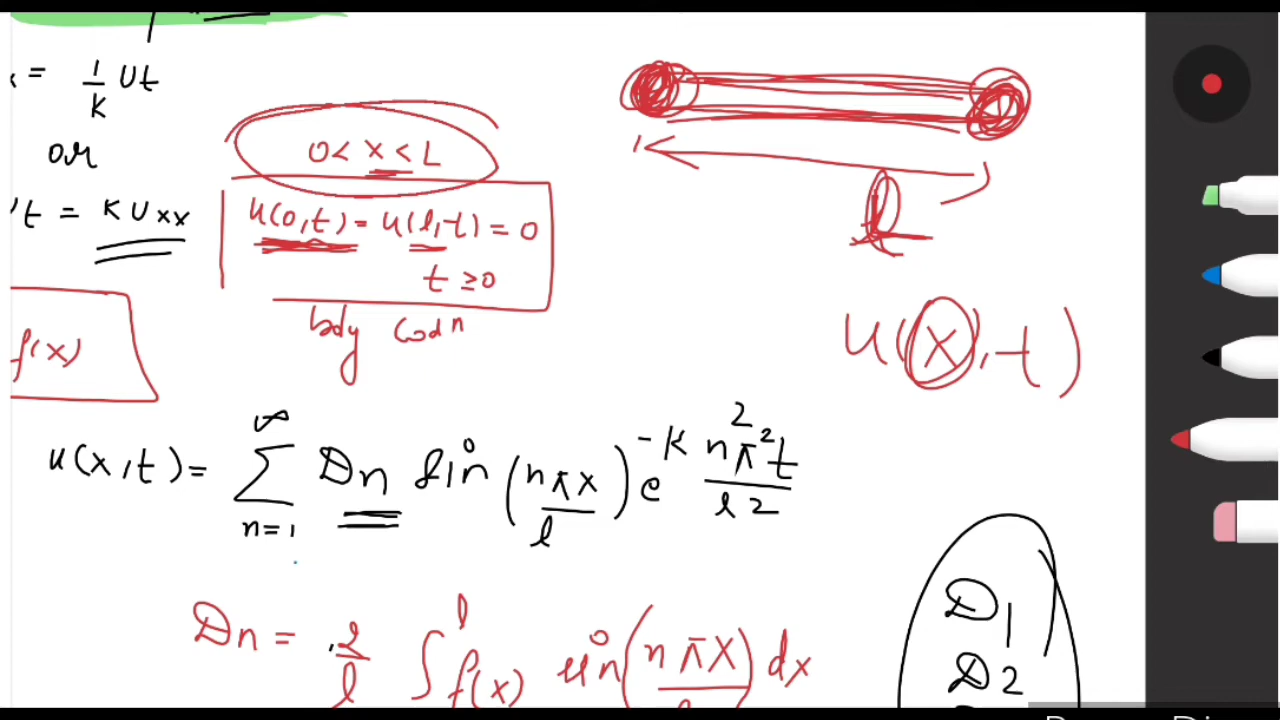 x = 1/k Ut
or
0 < x < L
Ut = K Uxx
u(0,t) = u(l,t) = 0
t ≥ 0
bdy Codⁿ
l
f(x)
u(x,t)
u(x,t) = ∞ ∑ n=1 Dn sin (nπx/l) e^(-k n²π²t/l²)
Dn = 2/l ∫ l f(x) sin (nπx/l) dx
D1
D2